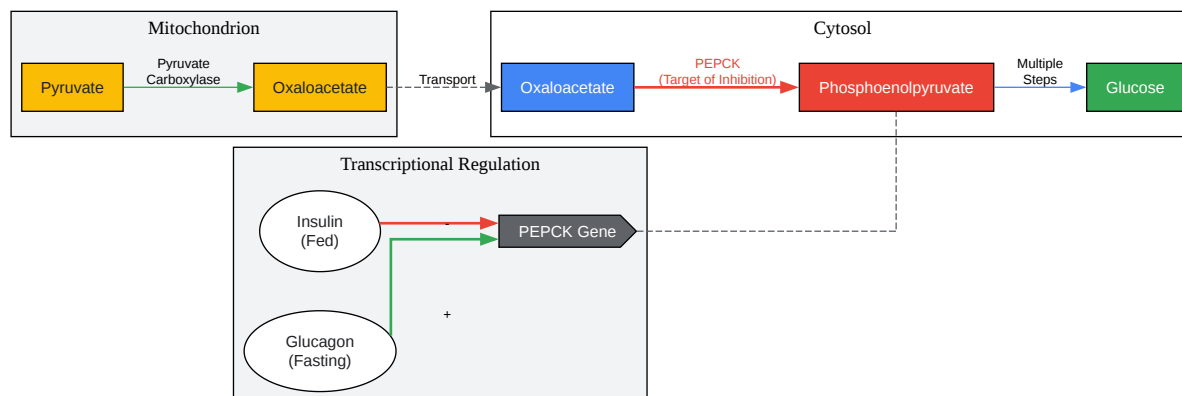 Mitochondrion
Pyruvate
Pyruvate
Carboxylase
Oxaloacetate
Transport
Cytosol
Oxaloacetate
PEPCK
(Target of Inhibition)
Phosphoenolpyruvate
Multiple
Steps
Glucose
Transcriptional Regulation
Insulin
(Fed)
-
PEPCK Gene
+
Glucagon
(Fasting)